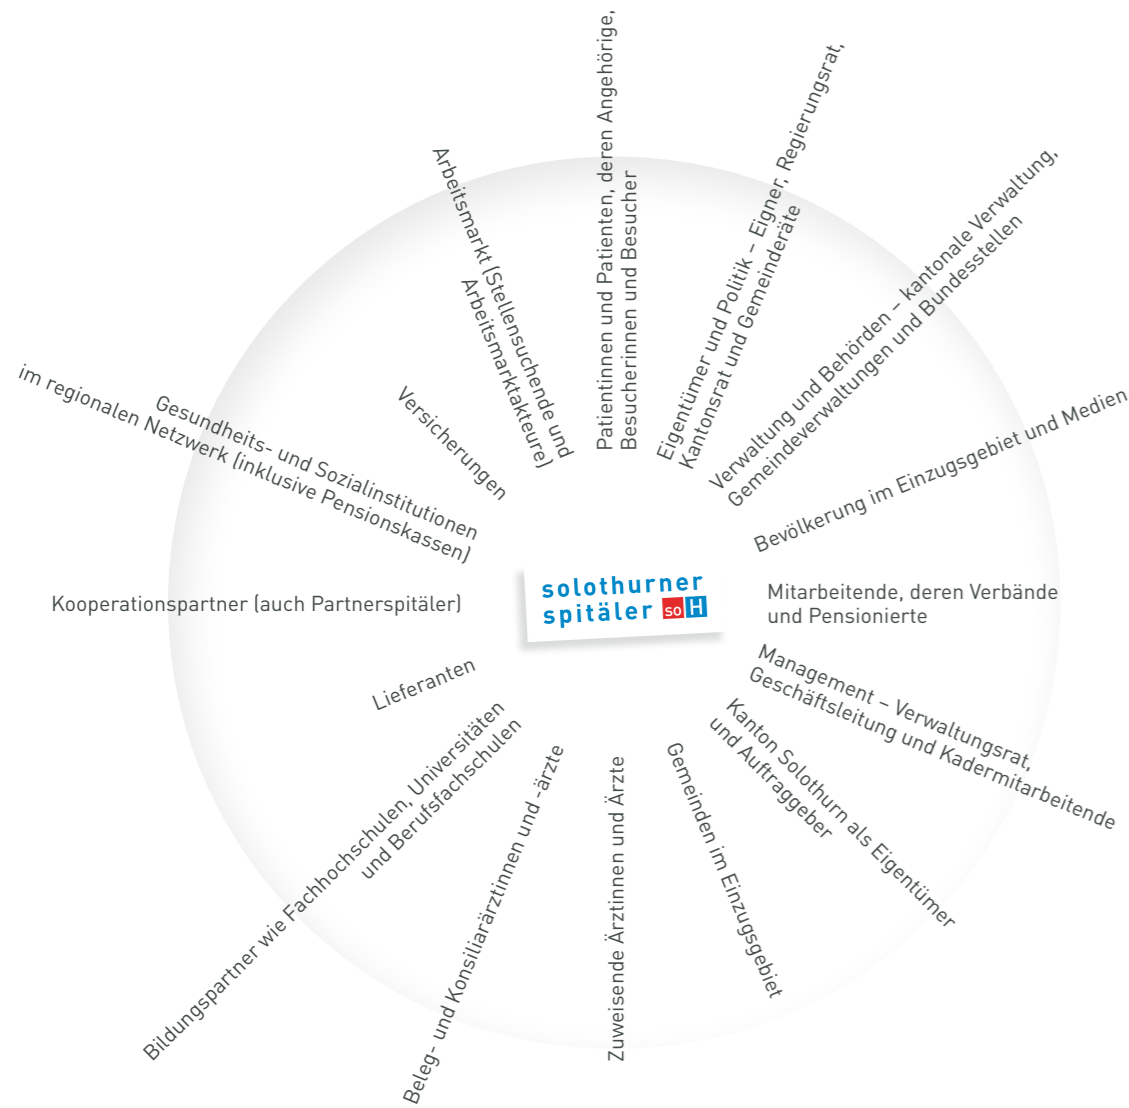 Patientinnen und Patienten, deren Angehörige,
Besucherinnen und Besucher
Eigentümer und Politik – Eigner, Regierungsrat,
Kantonsrat und Gemeinderäte
Verwaltung und Behörden – kantonale Verwaltung,
Gemeindeverwaltungen und Bundesstellen
Bevölkerung im Einzugsgebiet und Medien
Mitarbeitende, deren Verbände
und Pensionierte
Management – Verwaltungsrat,
Geschäftsleitung und Kadermitarbeitende
Kanton Solothurn als Eigentümer
und Auftraggeber
Gemeinden im Einzugsgebiet
Zuweisende Ärztinnen und Ärzte
Beleg- und Konsiliarärztinnen und -ärzte
Bildungspartner wie Fachhochschulen, Universitäten
und Berufsfachschulen
Lieferanten
Kooperationspartner (auch Partnerspitäler)
Gesundheits- und Sozialinstitutionen
im regionalen Netzwerk (inklusive Pensionskassen)
Versicherungen
Arbeitsmarkt (Stellensuchende und
Arbeitsmarktakteure)
solothurner
spitäler so H